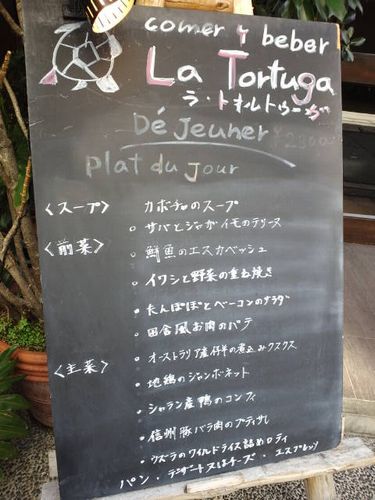 comer y beber
La Tortuga
ラ・トオルトゥーガ
Dé Jeuner ¥2300
Plat du Jour
〈スープ〉 カボチャのスープ
〈前菜〉 。サバとジャガイモのテリーヌ
。鮮魚のエスカベッシュ
。イワシと野菜の重ね焼き
。たんぽぽとベーコンのサラダ
。田舎風お肉のパテ
〈主菜〉 。オーストラリア産仔羊の煮込みクスクス
。地鶏のジャンボネット
。シャラン産鴨のコンフィ
。信州豚バラ肉のプティサレ
。ウズラのワイルドライス詰めロティ
パン・デザート又はチーズ・エスプレッソ